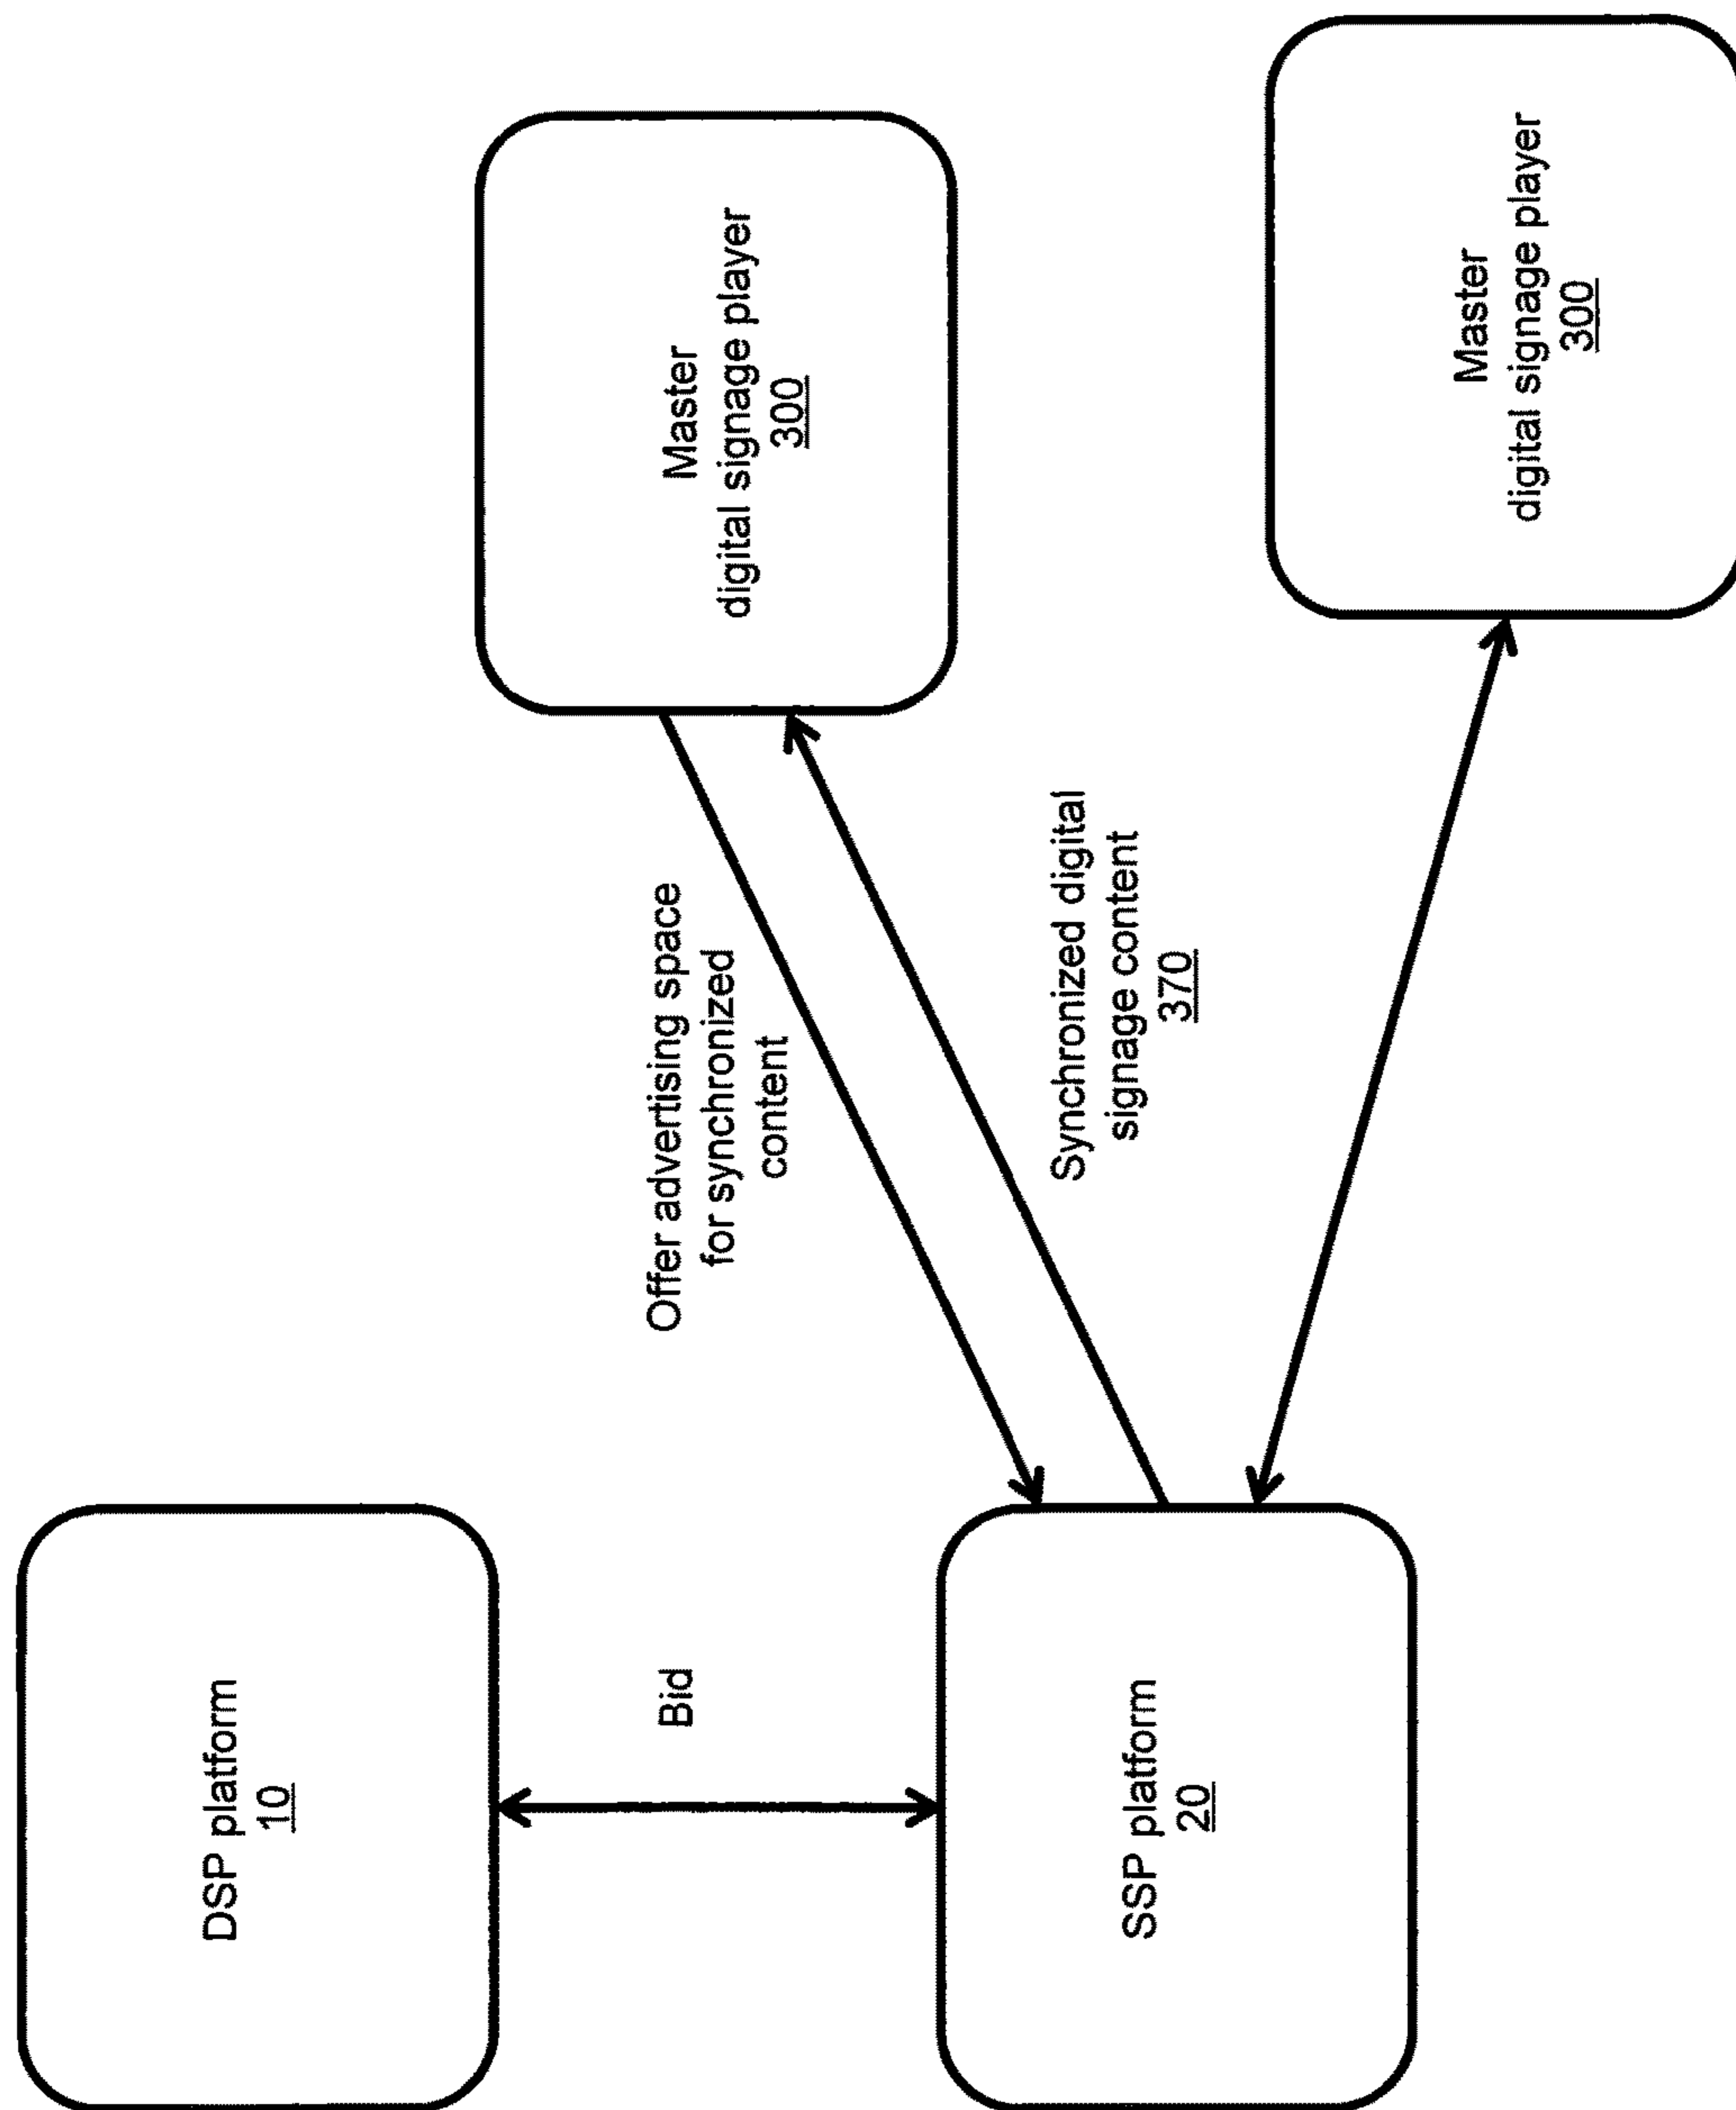 DSP platform
10
Bid
SSP platform
20
Offer advertising space
for synchronized
content
Synchronized digital
signage content
370
Master
digital signage player
300
Master
digital signage player
300